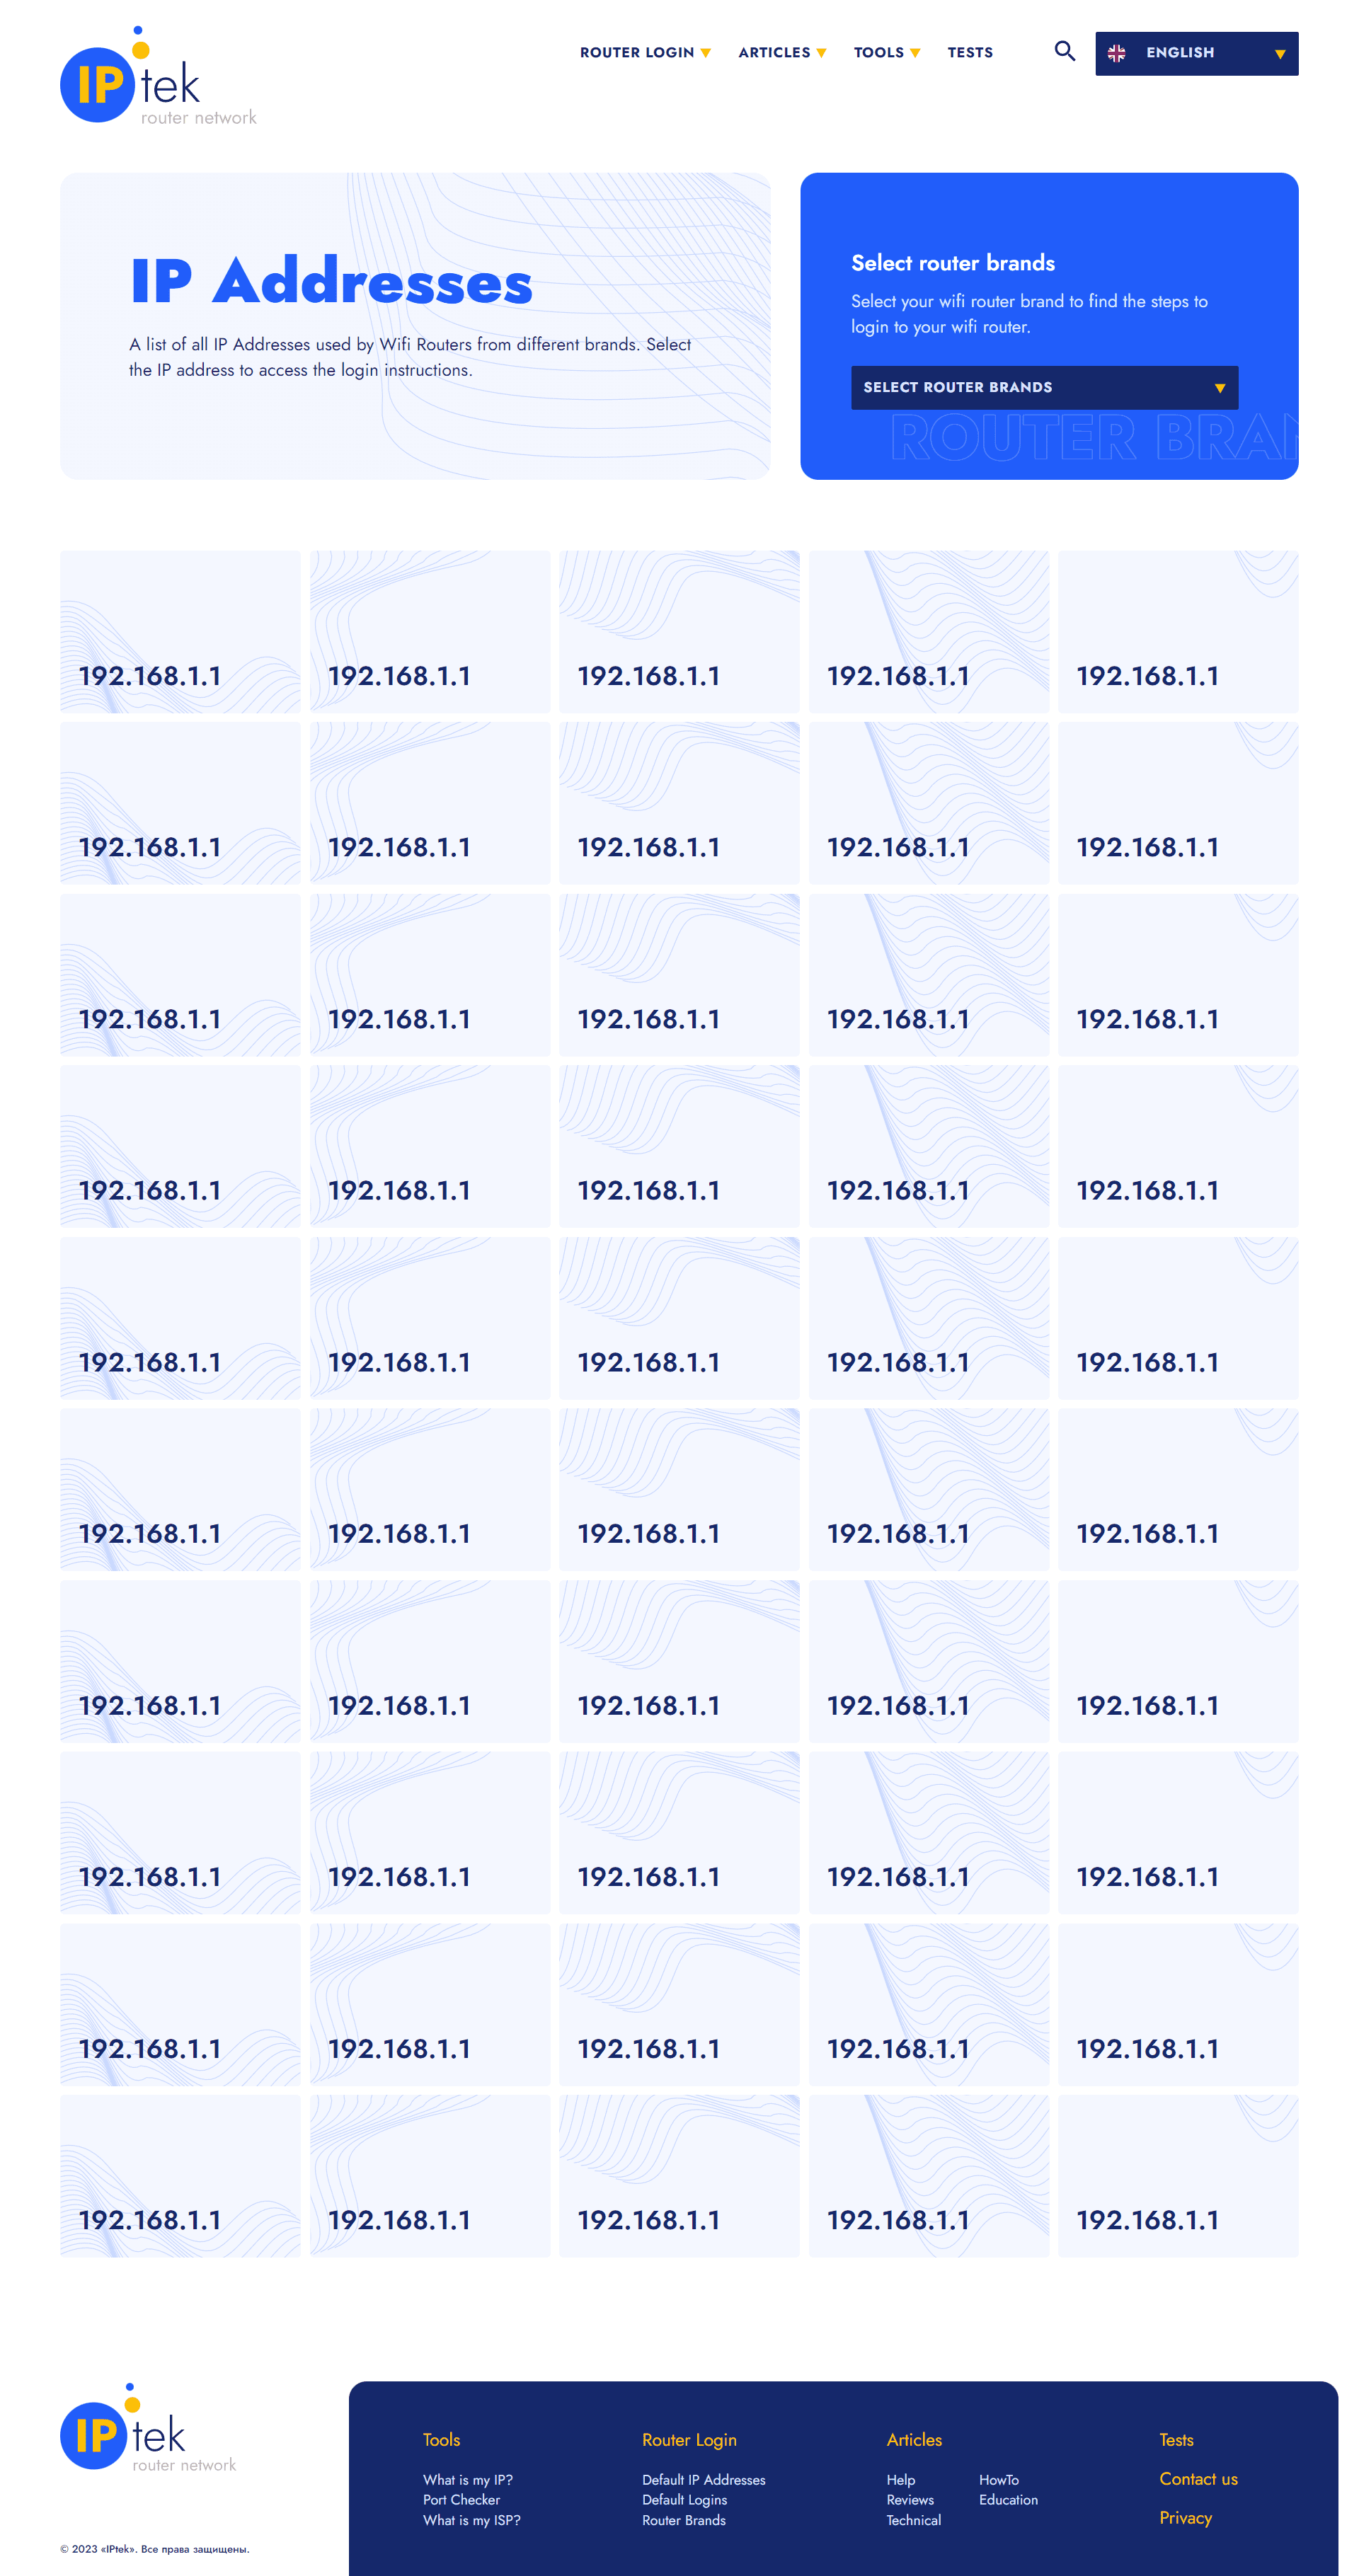 IP tek
router network
ROUTER LOGIN
ARTICLES
TOOLS
TESTS
ENGLISH
IP Addresses
A list of all IP Addresses used by Wifi Routers from different brands. Select
the IP address to access the login instructions.
Select router brands
Select your wifi router brand to find the steps to
login to your wifi router.
SELECT ROUTER BRANDS
ROUTER BRAN
192.168.1.1 192.168.1.1 192.168.1.1 192.168.1.1 192.168.1.1
192.168.1.1 192.168.1.1 192.168.1.1 192.168.1.1 192.168.1.1
192.168.1.1 192.168.1.1 192.168.1.1 192.168.1.1 192.168.1.1
192.168.1.1 192.168.1.1 192.168.1.1 192.168.1.1 192.168.1.1
192.168.1.1 192.168.1.1 192.168.1.1 192.168.1.1 192.168.1.1
192.168.1.1 192.168.1.1 192.168.1.1 192.168.1.1 192.168.1.1
192.168.1.1 192.168.1.1 192.168.1.1 192.168.1.1 192.168.1.1
192.168.1.1 192.168.1.1 192.168.1.1 192.168.1.1 192.168.1.1
192.168.1.1 192.168.1.1 192.168.1.1 192.168.1.1 192.168.1.1
192.168.1.1 192.168.1.1 192.168.1.1 192.168.1.1 192.168.1.1
IP tek
router network
© 2023 «IPtek». Все права защищены.
Tools
What is my IP?
Port Checker
What is my ISP?
Router Login
Default IP Addresses
Default Logins
Router Brands
Articles
Help
Reviews
Technical
HowTo
Education
Tests
Contact us
Privacy